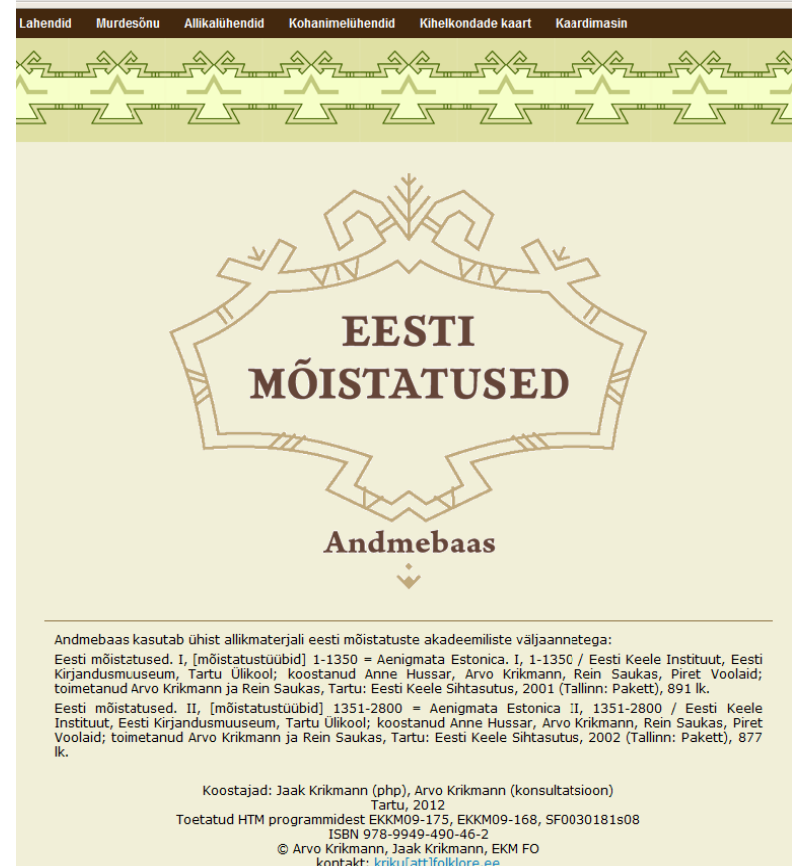 Lahendid Murdesõnu Allikalühendid Kohanimelühendid Kihelkondade kaart Kaardimasin
EESTI
MÕISTATUSED
Andmebaas
Andmebaas kasutab ühist allikmaterjali eesti mõistatuste akadeemiliste väljaannetega:
Eesti mõistatused. I, [mõistatustüübid] 1-1350 = Aenigmata Estonica. I, 1-1350 / Eesti Keele Instituut, Eesti
Kirjandusmuuseum, Tartu Ülikool; koostanud Anne Hussar, Arvo Krikmann, Rein Saukas, Piret Voolaid;
toimetanud Arvo Krikmann ja Rein Saukas, Tartu: Eesti Keele Sihtasutus, 2001 (Tallinn: Pakett), 891 lk.
Eesti mõistatused. II, [mõistatustüübid] 1351-2800 = Aenigmata Estonica II, 1351-2800 / Eesti Keele
Instituut, Eesti Kirjandusmuuseum, Tartu Ülikool; koostanud Anne Hussar, Arvo Krikmann, Rein Saukas, Piret
Voolaid; toimetanud Arvo Krikmann ja Rein Saukas, Tartu: Eesti Keele Sihtasutus, 2002 (Tallinn: Pakett), 877
lk.
Koostajad: Jaak Krikmann (php), Arvo Krikmann (konsultatsioon)
Tartu, 2012
Toetatud HTM programmidest EKKM09-175, EKKM09-168, SF0030181s08
ISBN 978-9949-490-46-2
© Arvo Krikmann, Jaak Krikmann, EKM FO
kontakt: kriku[att]folklore.ee